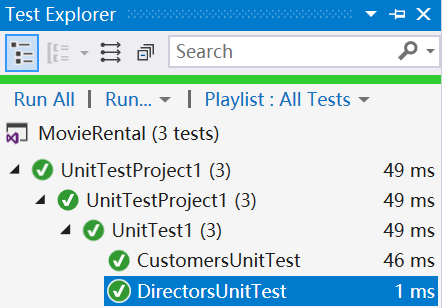 Test Explorer
Search
Run All | Run... | Playlist : All Tests
MovieRental (3 tests)
UnitTestProject1 (3) 49 ms
UnitTestProject1 (3) 49 ms
UnitTest1 (3) 49 ms
CustomersUnitTest 46 ms
DirectorsUnitTest 1 ms